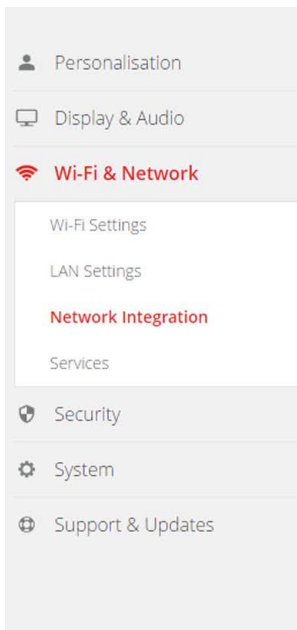 Personalisation
Display & Audio
Wi-Fi & Network
Wi-Fi Settings
LAN Settings
Network Integration
Services
Security
System
Support & Updates